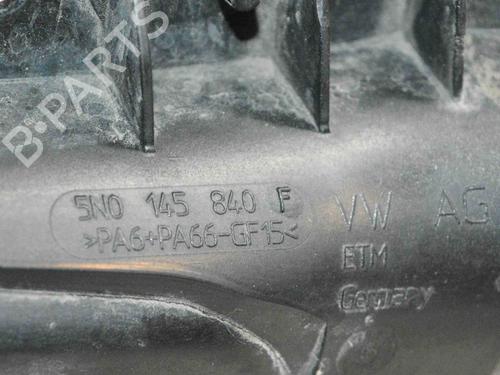 B-PARTS
5N0 145 840 F
>PA6+PA66-GF15<
VW AG
ETM
Germany